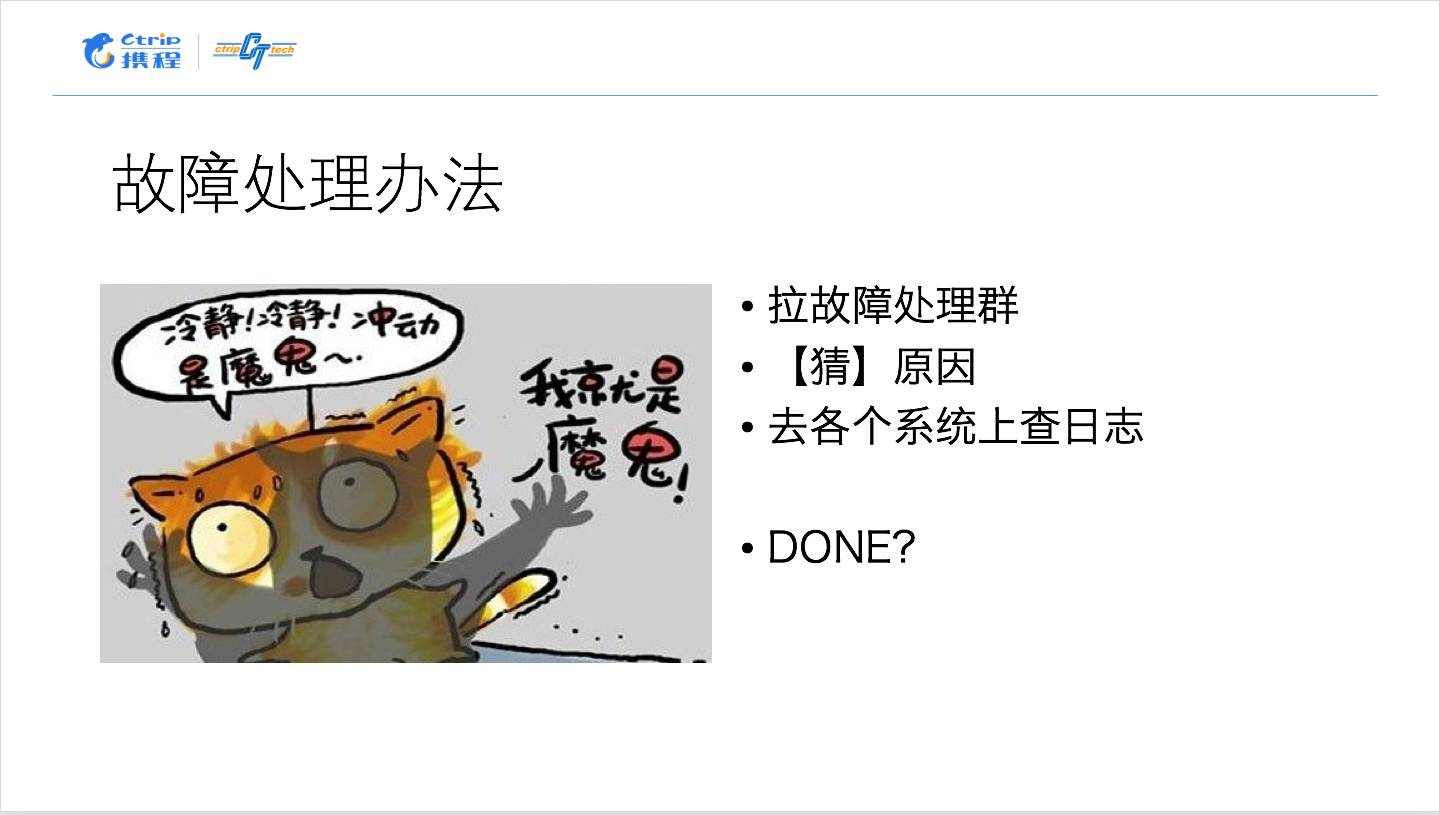 Ctrip
携程
ctrip CT tech
故障处理办法
冷静!冷静!冲动
是魔鬼~.
我就是
魔鬼!
• 拉故障处理群
• 【猜】原因
• 去各个系统上查日志
• DONE?